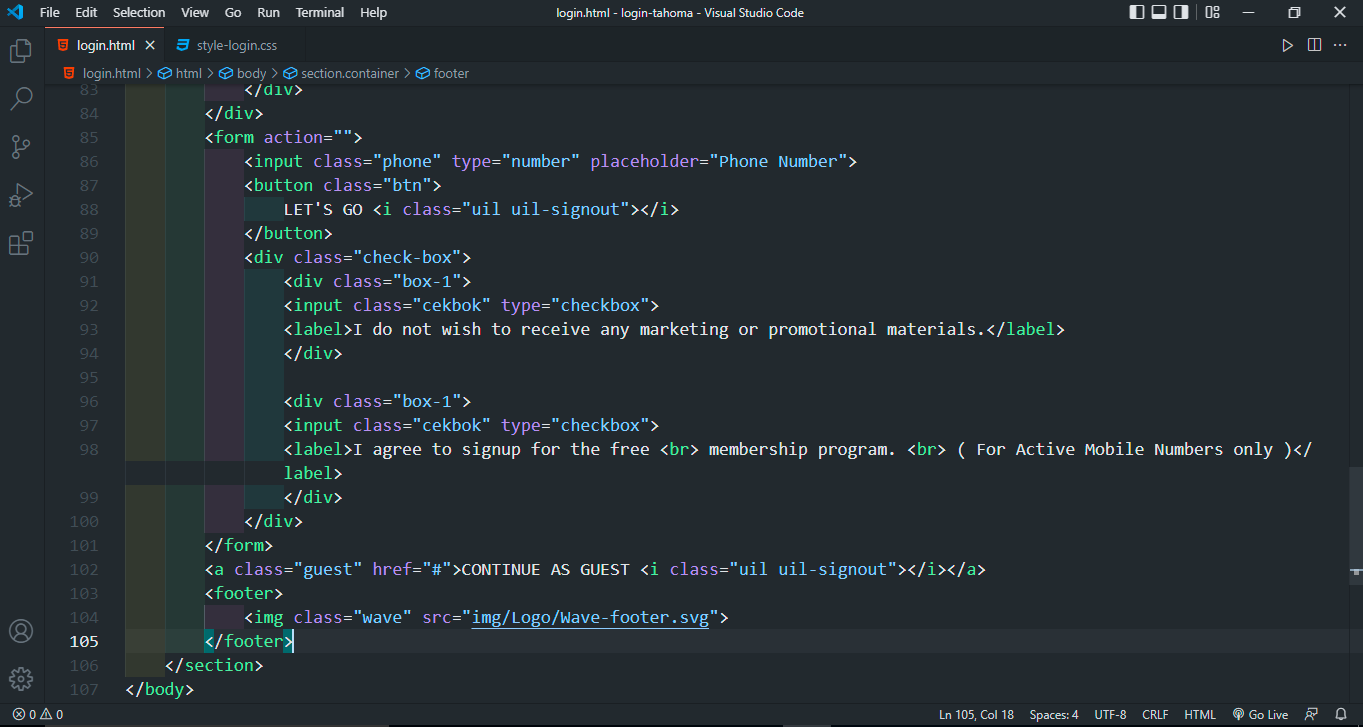 File Edit Selection View Go Run Terminal Help login.html - login-tahoma - Visual Studio Code
login.html style-login.css
login.html > html > body > section.container > footer
83 </div>
84 </div>
85 <form action="">
86 <input class="phone" type="number" placeholder="Phone Number">
87 <button class="btn">
88 LET'S GO <i class="uil uil-signout"></i>
89 </button>
90 <div class="check-box">
91 <div class="box-1">
92 <input class="cekbok" type="checkbox">
93 <label>I do not wish to receive any marketing or promotional materials.</label>
94 </div>
95
96 <div class="box-1">
97 <input class="cekbok" type="checkbox">
98 <label>I agree to signup for the free <br> membership program. <br> ( For Active Mobile Numbers only )</
label>
99 </div>
100 </div>
101 </form>
102 <a class="guest" href="#">CONTINUE AS GUEST <i class="uil uil-signout"></i></a>
103 <footer>
104 <img class="wave" src="img/Logo/Wave-footer.svg">
105 </footer>
106 </section>
107 </body>
0 0 Ln 105, Col 18 Spaces: 4 UTF-8 CRLF HTML Go Live